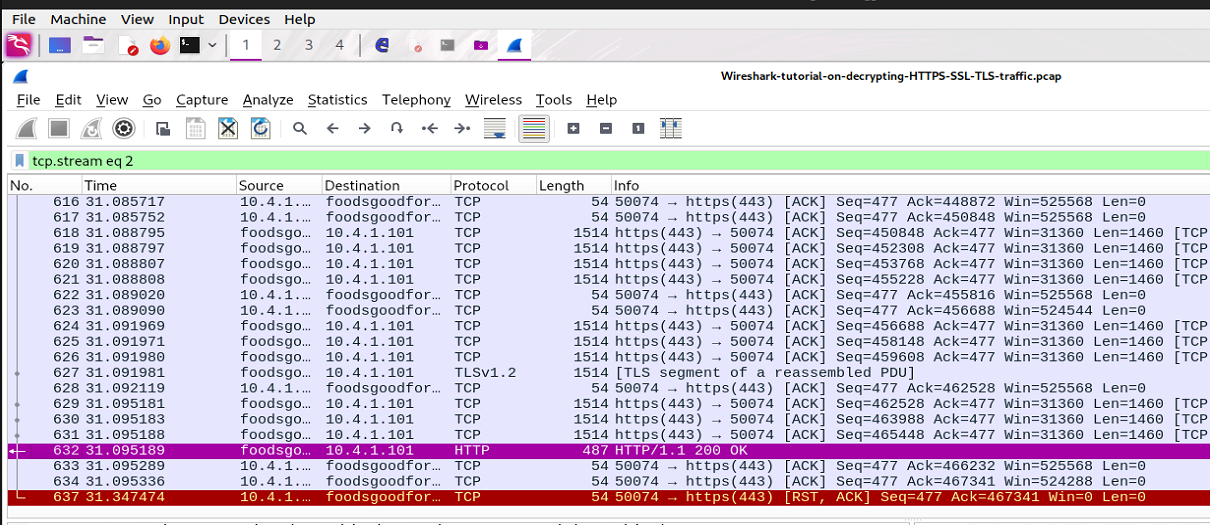 File Machine View Input Devices Help
1 2 3 4
Wireshark-tutorial-on-decrypting-HTTPS-SSL-TLS-traffic.pcap
File Edit View Go Capture Analyze Statistics Telephony Wireless Tools Help
tcp.stream eq 2
No. Time Source Destination Protocol Length Info
616 31.085717 10.4.1.… foodsgoodfor… TCP 54 50074 → https(443) [ACK] Seq=477 Ack=448872 Win=525568 Len=0
617 31.085752 10.4.1.… foodsgoodfor… TCP 54 50074 → https(443) [ACK] Seq=477 Ack=450848 Win=525568 Len=0
618 31.088795 foodsgo… 10.4.1.101 TCP 1514 https(443) → 50074 [ACK] Seq=450848 Ack=477 Win=31360 Len=1460 [TCP
619 31.088797 foodsgo… 10.4.1.101 TCP 1514 https(443) → 50074 [ACK] Seq=452308 Ack=477 Win=31360 Len=1460 [TCP
620 31.088807 foodsgo… 10.4.1.101 TCP 1514 https(443) → 50074 [ACK] Seq=453768 Ack=477 Win=31360 Len=1460 [TCP
621 31.088808 foodsgo… 10.4.1.101 TCP 1514 https(443) → 50074 [ACK] Seq=455228 Ack=477 Win=31360 Len=1460 [TCP
622 31.089020 10.4.1.… foodsgoodfor… TCP 54 50074 → https(443) [ACK] Seq=477 Ack=455816 Win=525568 Len=0
623 31.089090 10.4.1.… foodsgoodfor… TCP 54 50074 → https(443) [ACK] Seq=477 Ack=456688 Win=524544 Len=0
624 31.091969 foodsgo… 10.4.1.101 TCP 1514 https(443) → 50074 [ACK] Seq=456688 Ack=477 Win=31360 Len=1460 [TCP
625 31.091971 foodsgo… 10.4.1.101 TCP 1514 https(443) → 50074 [ACK] Seq=458148 Ack=477 Win=31360 Len=1460 [TCP
626 31.091980 foodsgo… 10.4.1.101 TCP 1514 https(443) → 50074 [ACK] Seq=459608 Ack=477 Win=31360 Len=1460 [TCP
627 31.091981 foodsgo… 10.4.1.101 TLSv1.2 1514 [TLS segment of a reassembled PDU]
628 31.092119 10.4.1.… foodsgoodfor… TCP 54 50074 → https(443) [ACK] Seq=477 Ack=462528 Win=525568 Len=0
629 31.095181 foodsgo… 10.4.1.101 TCP 1514 https(443) → 50074 [ACK] Seq=462528 Ack=477 Win=31360 Len=1460 [TCP
630 31.095183 foodsgo… 10.4.1.101 TCP 1514 https(443) → 50074 [ACK] Seq=463988 Ack=477 Win=31360 Len=1460 [TCP
631 31.095188 foodsgo… 10.4.1.101 TCP 1514 https(443) → 50074 [ACK] Seq=465448 Ack=477 Win=31360 Len=1460 [TCP
632 31.095189 foodsgo… 10.4.1.101 HTTP 487 HTTP/1.1 200 OK
633 31.095289 10.4.1.… foodsgoodfor… TCP 54 50074 → https(443) [ACK] Seq=477 Ack=466232 Win=525568 Len=0
634 31.095336 10.4.1.… foodsgoodfor… TCP 54 50074 → https(443) [ACK] Seq=477 Ack=467341 Win=524288 Len=0
637 31.347474 10.4.1.… foodsgoodfor… TCP 54 50074 → https(443) [RST, ACK] Seq=477 Ack=467341 Win=0 Len=0